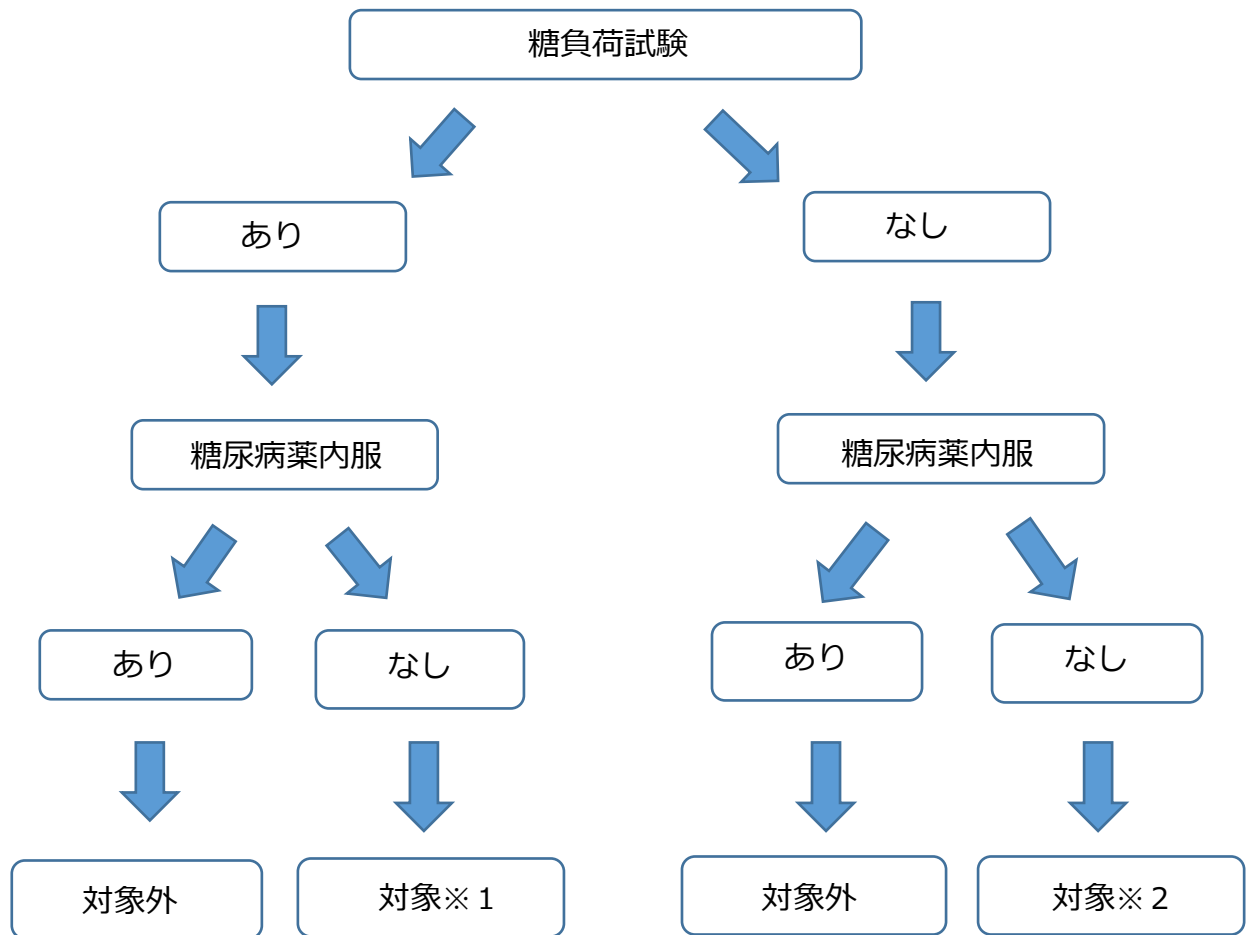 糖負荷試験
あり
なし
糖尿病薬内服
糖尿病薬内服
あり
なし
あり
なし
対象外
対象※1
対象外
対象※2